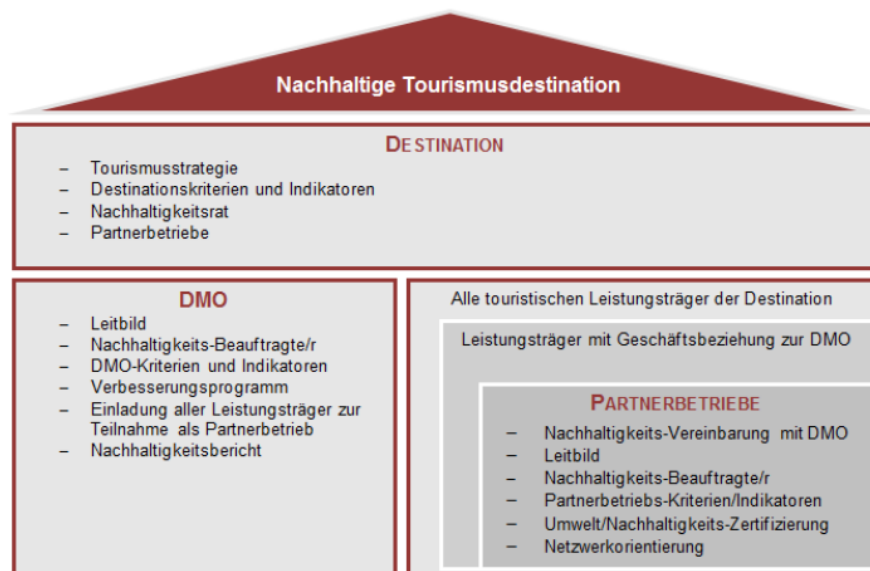 Nachhaltige Tourismusdestination
DESTINATION
– Tourismusstrategie
– Destinationskriterien und Indikatoren
– Nachhaltigkeitsrat
– Partnerbetriebe
DMO
– Leitbild
– Nachhaltigkeits-Beauftragte/r
– DMO-Kriterien und Indikatoren
– Verbesserungsprogramm
– Einladung aller Leistungsträger zur
Teilnahme als Partnerbetrieb
– Nachhaltigkeitsbericht
Alle touristischen Leistungsträger der Destination
Leistungsträger mit Geschäftsbeziehung zur DMO
PARTNERBETRIEBE
– Nachhaltigkeits-Vereinbarung mit DMO
– Leitbild
– Nachhaltigkeits-Beauftragte/r
– Partnerbetriebs-Kriterien/Indikatoren
– Umwelt/Nachhaltigkeits-Zertifizierung
– Netzwerkorientierung